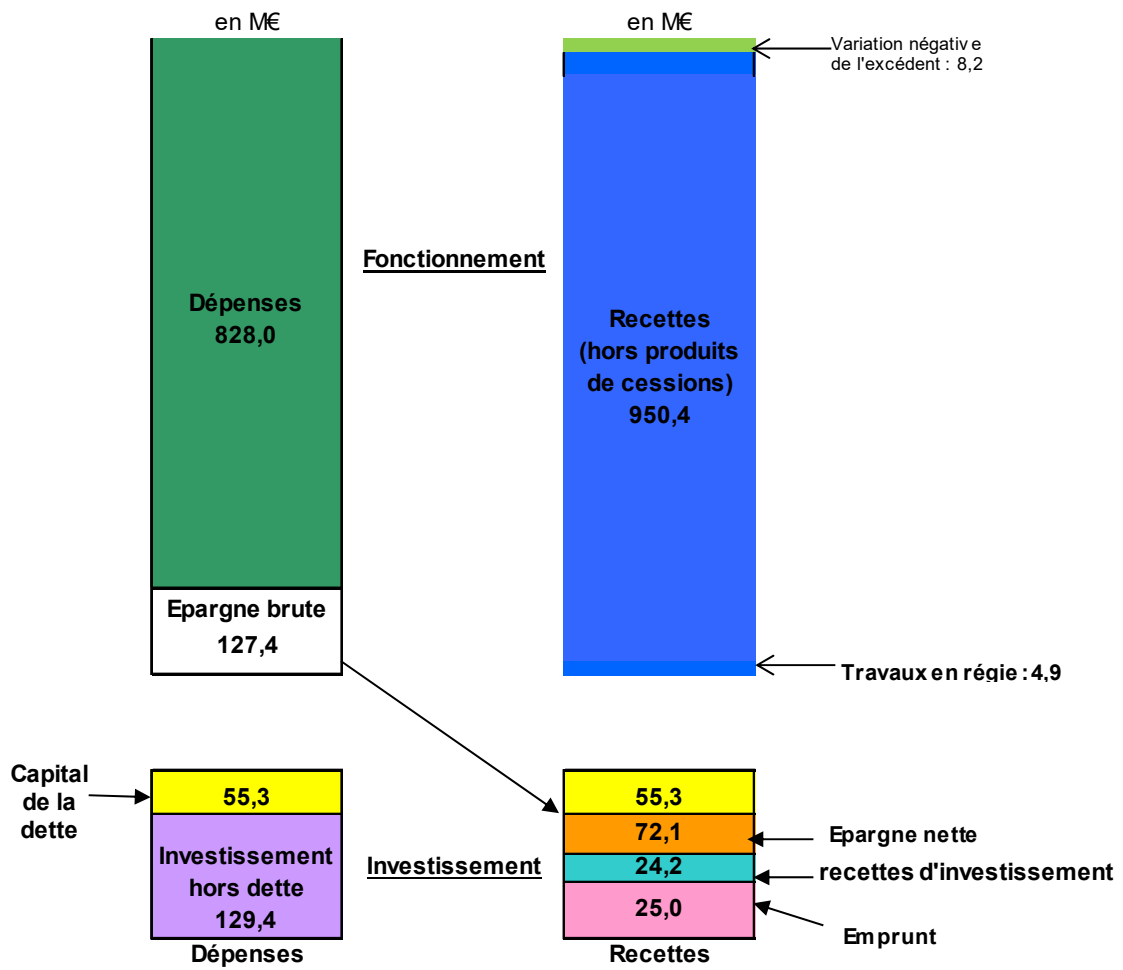 en M€
en M€
Variation négative
de l'excédent : 8,2
Fonctionnement
Dépenses
828,0
Recettes
(hors produits
de cessions)
950,4
Epargne brute
127,4
Travaux en régie : 4,9
Capital
de la
dette
55,3
55,3
72,1
Epargne nette
Investissement
hors dette
129,4
Investissement
24,2
recettes d'investissement
25,0
Emprunt
Dépenses
Recettes